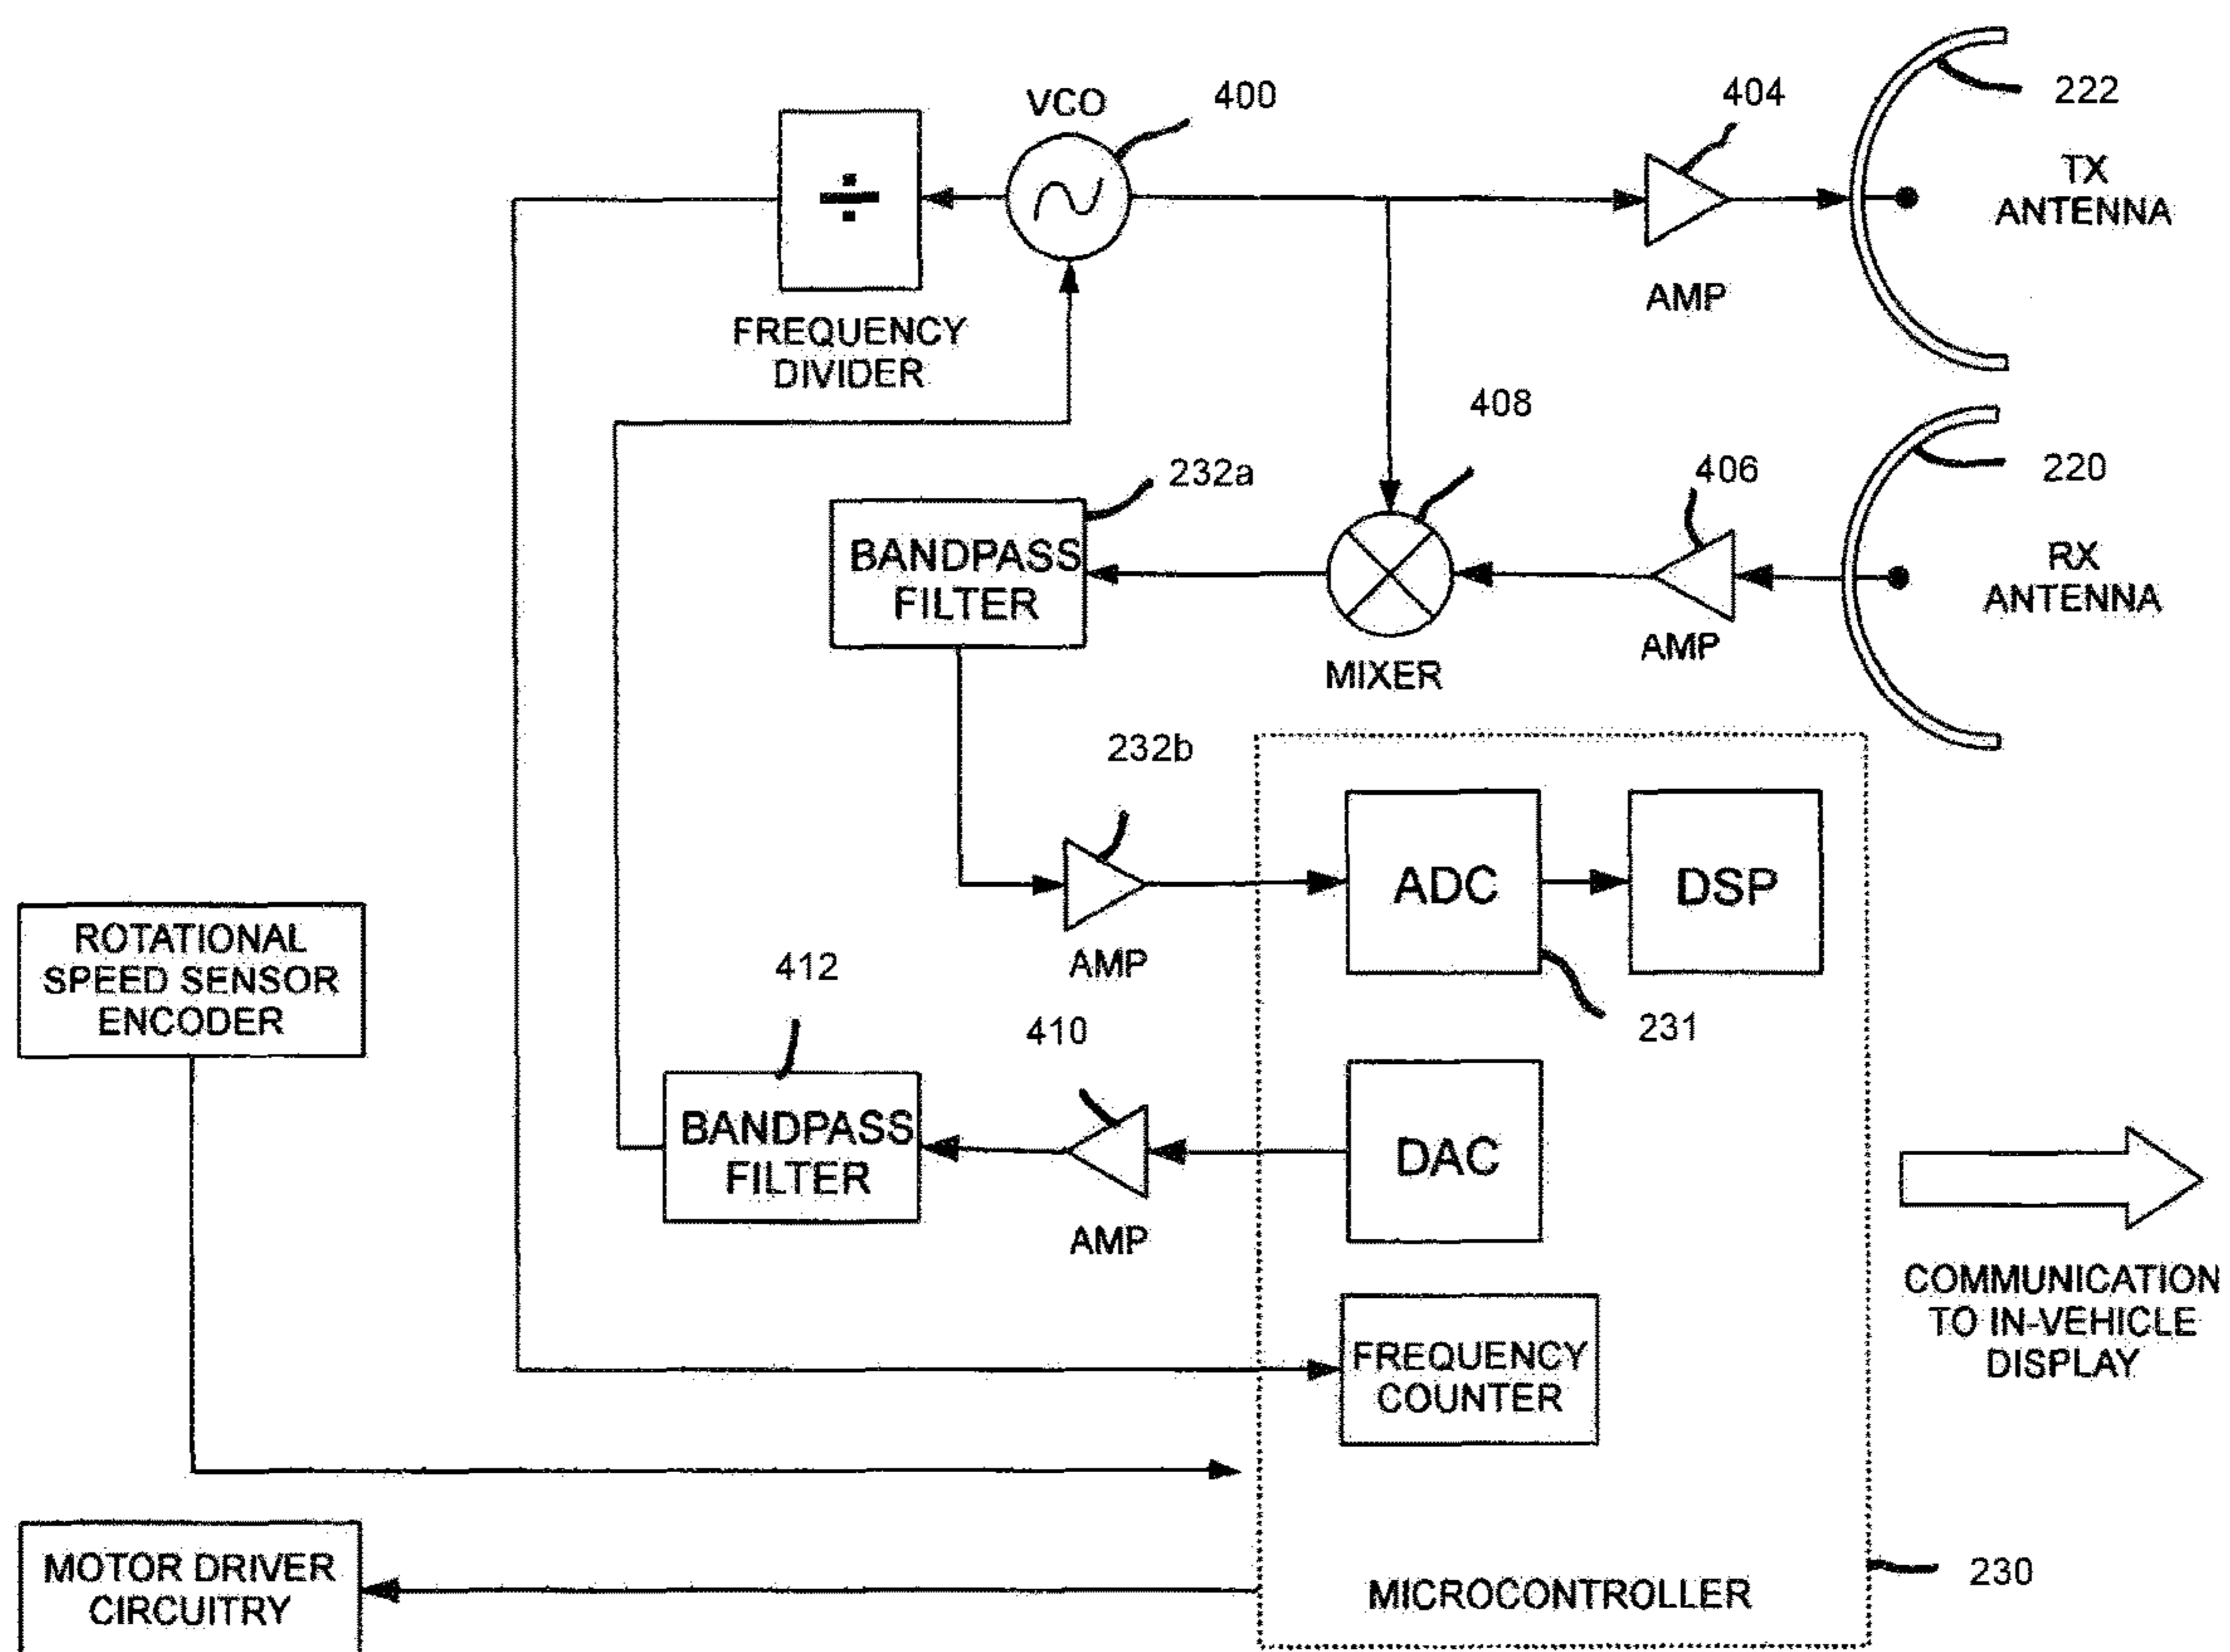 VCO
400
404
222
TX
ANTENNA
FREQUENCY
DIVIDER
AMP
408
232a
406
220
BANDPASS
FILTER
RX
ANTENNA
MIXER
AMP
232b
ADC
DSP
AMP
231
ROTATIONAL
SPEED SENSOR
ENCODER
412
410
BANDPASS
FILTER
DAC
AMP
COMMUNICATION
TO IN-VEHICLE
DISPLAY
FREQUENCY
COUNTER
MOTOR DRIVER
CIRCUITRY
MICROCONTROLLER
230